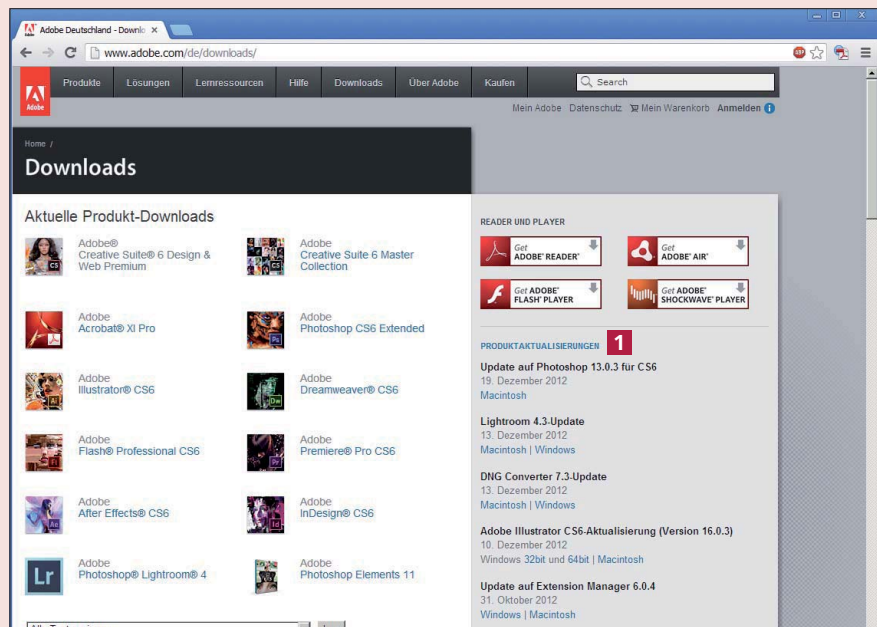 Adobe Deutschland - Downlo
www.adobe.com/de/downloads/
Adobe
Produkte
Lösungen
Lernressourcen
Hilfe
Downloads
Über Adobe
Kaufen
Search
Mein Adobe
Datenschutz
Mein Warenkorb
Anmelden
Home /
Downloads
Aktuelle Produkt-Downloads
Adobe®
Creative Suite® 6 Design &
Web Premium
Adobe
Creative Suite 6 Master
Collection
Adobe
Acrobat® XI Pro
Adobe
Photoshop CS6 Extended
Adobe
Illustrator® CS6
Adobe
Dreamweaver® CS6
Adobe
Flash® Professional CS6
Adobe
Premiere® Pro CS6
Adobe
After Effects® CS6
Adobe
InDesign® CS6
Adobe
Photoshop® Lightroom® 4
Adobe
Photoshop Elements 11
READER UND PLAYER
Get
ADOBE® READER®
Get
ADOBE® AIR®
Get ADOBE®
FLASH® PLAYER
Get ADOBE®
SHOCKWAVE® PLAYER
PRODUKTAKTUALISIERUNGEN 1
Update auf Photoshop 13.0.3 für CS6
19. Dezember 2012
Macintosh
Lightroom 4.3-Update
13. Dezember 2012
Macintosh | Windows
DNG Converter 7.3-Update
13. Dezember 2012
Macintosh | Windows
Adobe Illustrator CS6-Aktualisierung (Version 16.0.3)
10. Dezember 2012
Windows 32bit und 64bit | Macintosh
Update auf Extension Manager 6.0.4
31. Oktober 2012
Windows | Macintosh